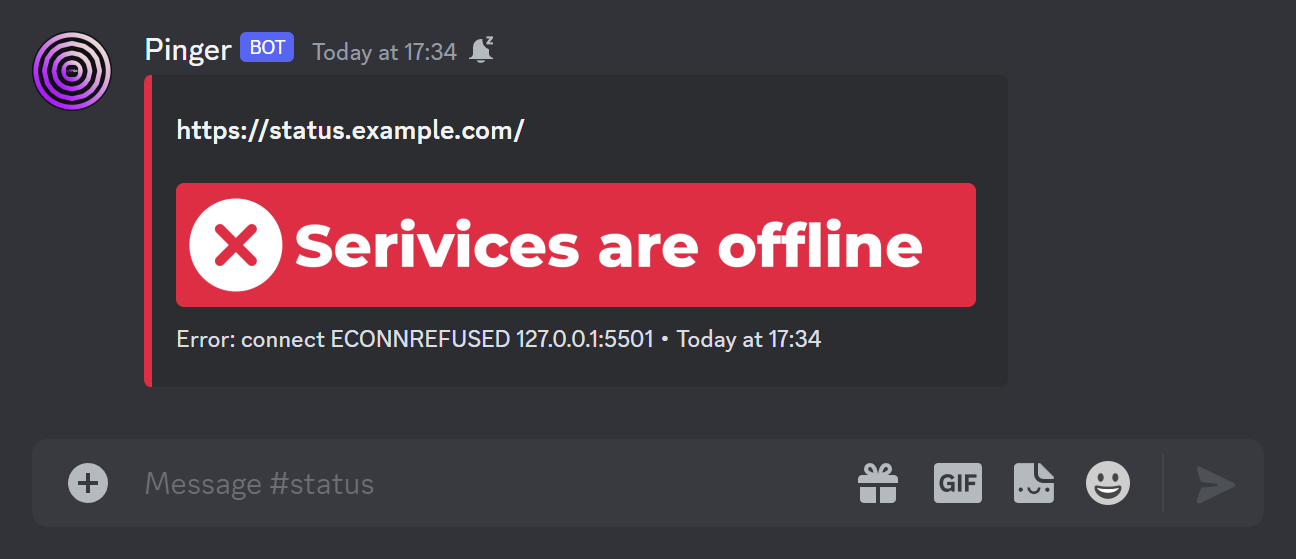 Pinger BOT Today at 17:34
https://status.example.com/
Serivices are offline
Error: connect ECONNREFUSED 127.0.0.1:5501 • Today at 17:34
Message #status
GIF